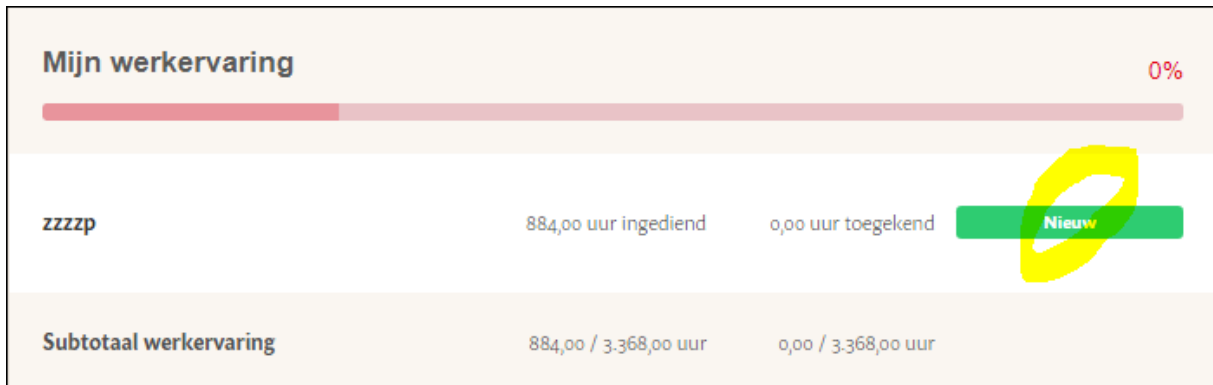 Mijn werkervaring
0%
zzzzp 884,00 uur ingediend 0,00 uur toegekend Nieuw
Subtotaal werkervaring 884,00 / 3.368,00 uur 0,00 / 3.368,00 uur